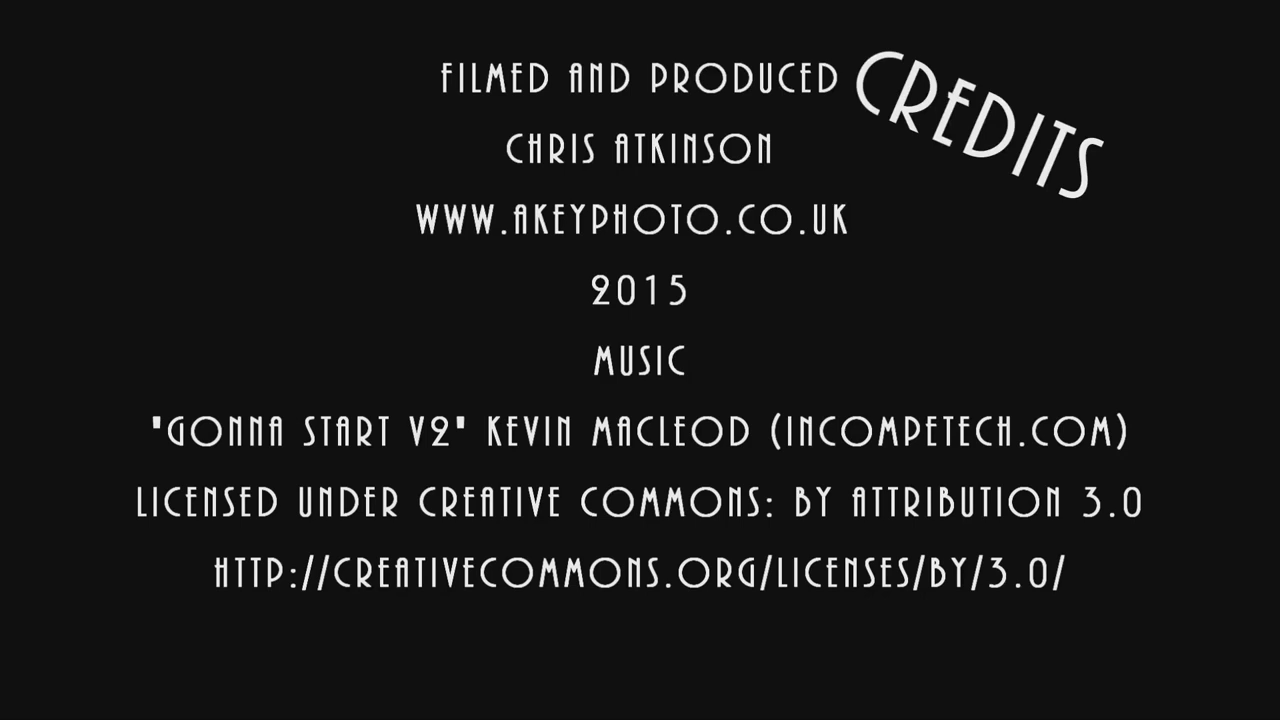 CREDITS
FILMED AND PRODUCED
CHRIS ATKINSON
WWW.AKEYPHOTO.CO.UK
2015
MUSIC
"GONNA START V2" KEVIN MACLEOD (INCOMPETECH.COM)
LICENSED UNDER CREATIVE COMMONS: BY ATTRIBUTION 3.0
HTTP://CREATIVECOMMONS.ORG/LICENSES/BY/3.0/